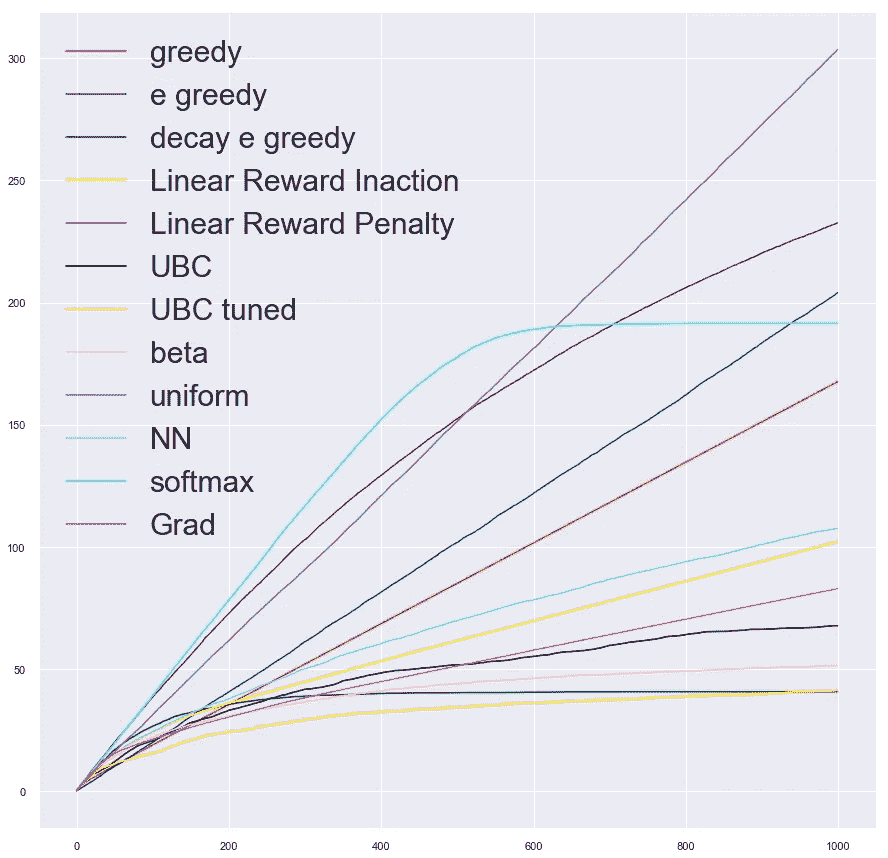 greedy
e greedy
decay e greedy
Linear Reward Inaction
Linear Reward Penalty
UBC
UBC tuned
beta
uniform
NN
softmax
Grad
300
250
200
150
100
50
0
0 200 400 600 800 1000